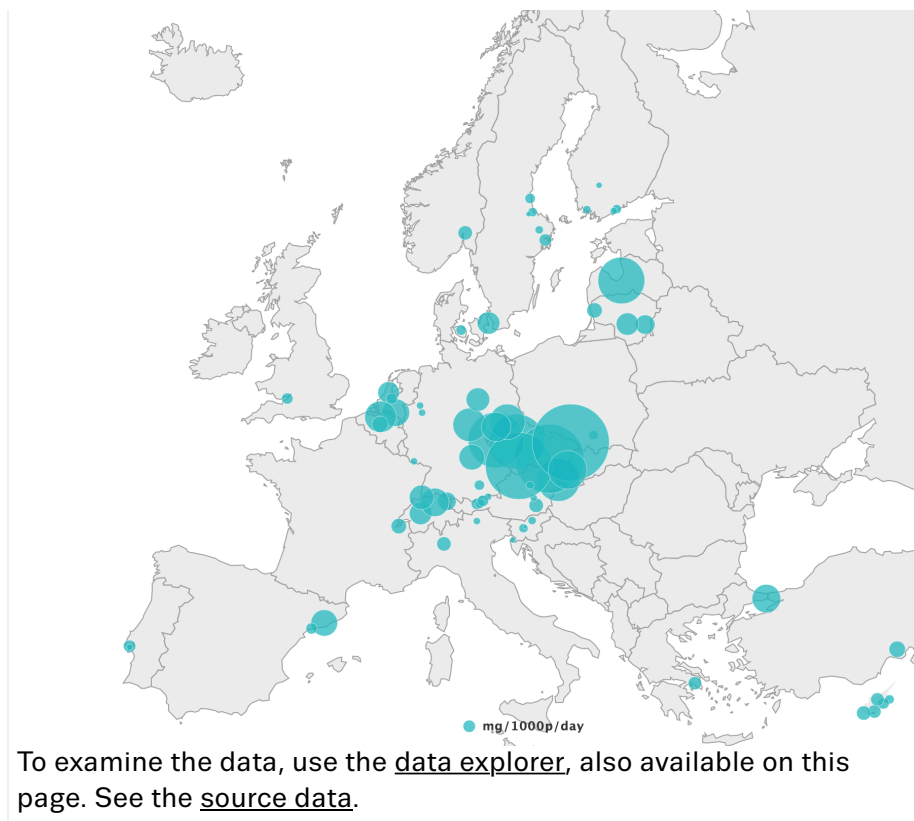 mg/1000p/day
To examine the data, use the data explorer, also available on this
page. See the source data.